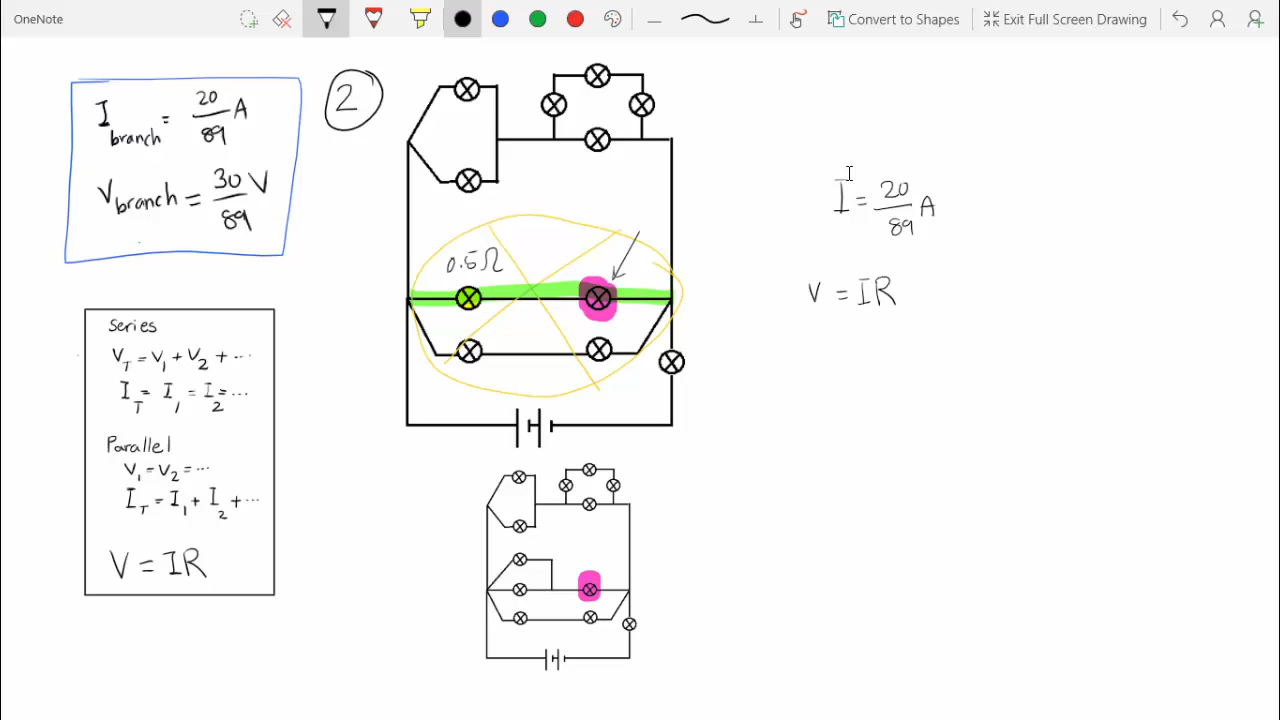 OneNote
Convert to Shapes
Exit Full Screen Drawing
I branch = 20/89 A
V branch = 30/89 V
2
I = 20/89 A
V = IR
0.5Ω
Series
V_T = V_1 + V_2 + ...
I_T = I_1 = I_2 = ...
Parallel
V_1 = V_2 = ...
I_T = I_1 + I_2 + ...
V = IR